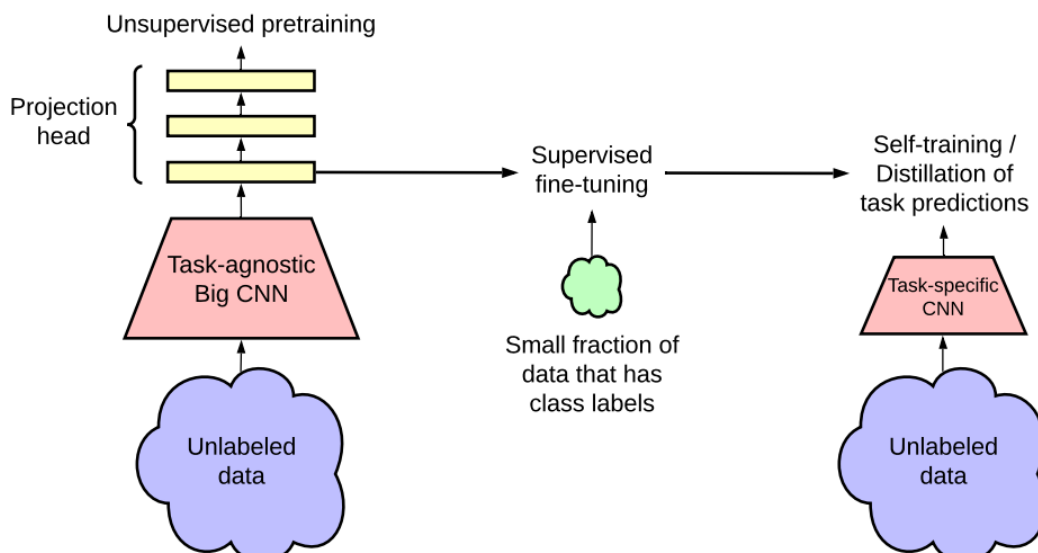 Unsupervised pretraining
Projection
head
Task-agnostic
Big CNN
Unlabeled
data
Supervised
fine-tuning
Small fraction of
data that has
class labels
Self-training /
Distillation of
task predictions
Task-specific
CNN
Unlabeled
data